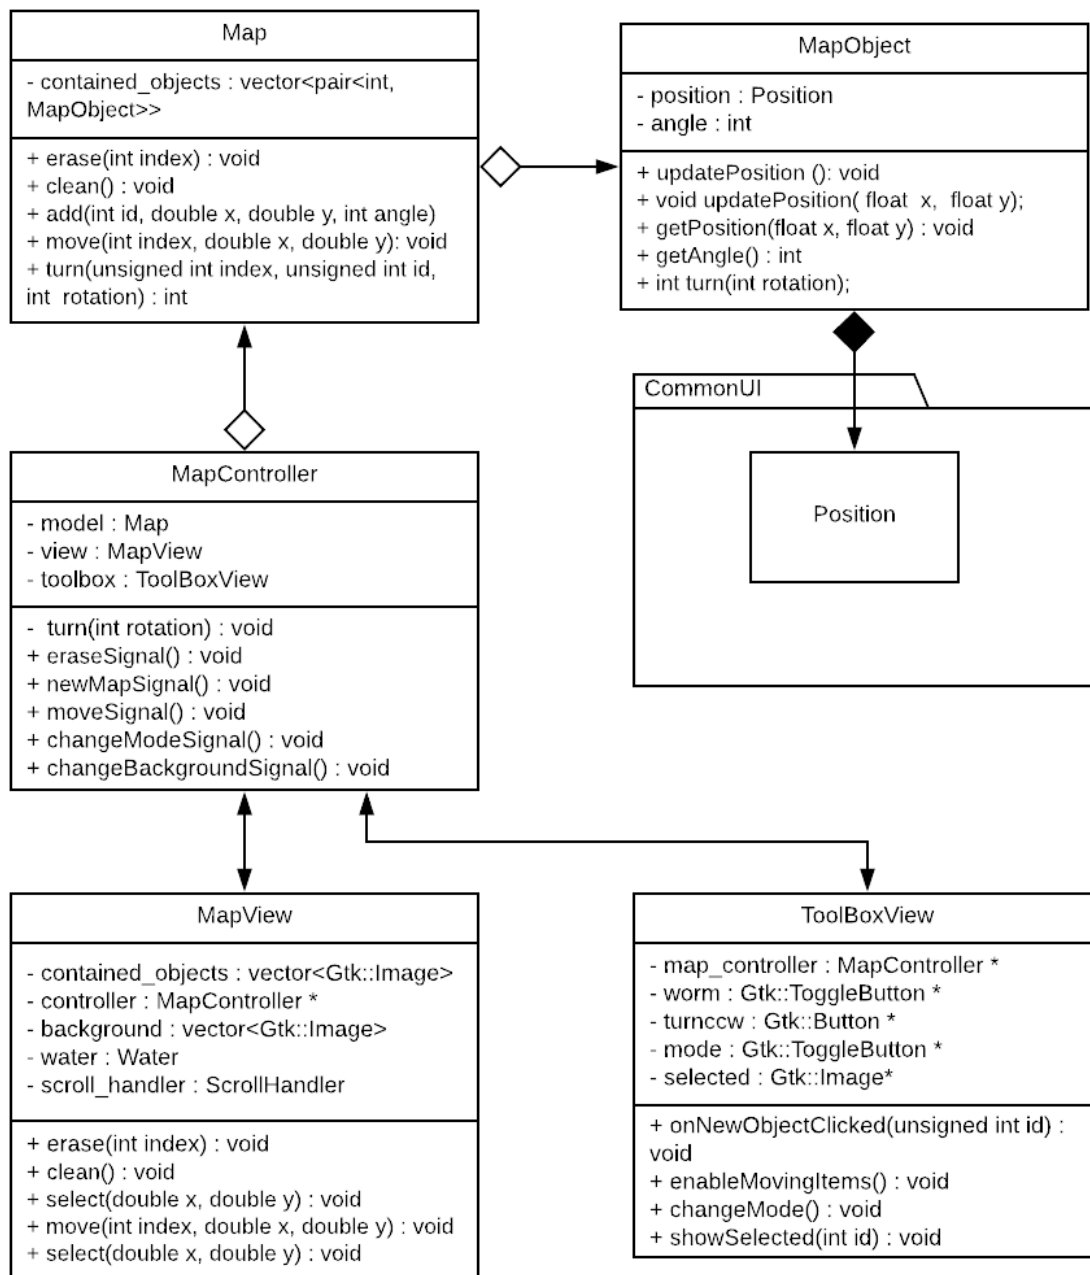 Map
- contained_objects : vector<pair<int,
MapObject>>
+ erase(int index) : void
+ clean() : void
+ add(int id, double x, double y, int angle)
+ move(int index, double x, double y): void
+ turn(unsigned int index, unsigned int id,
int rotation) : int
MapObject
- position : Position
- angle : int
+ updatePosition (): void
+ void updatePosition( float x, float y);
+ getPosition(float x, float y) : void
+ getAngle() : int
+ int turn(int rotation);
CommonUI
Position
MapController
- model : Map
- view : MapView
- toolbox : ToolBoxView
- turn(int rotation) : void
+ eraseSignal() : void
+ newMapSignal() : void
+ moveSignal() : void
+ changeModeSignal() : void
+ changeBackgroundSignal() : void
MapView
- contained_objects : vector<Gtk::Image>
- controller : MapController *
- background : vector<Gtk::Image>
- water : Water
- scroll_handler : ScrollHandler
+ erase(int index) : void
+ clean() : void
+ select(double x, double y) : void
+ move(int index, double x, double y) : void
+ select(double x, double y) : void
ToolBoxView
- map_controller : MapController *
- worm : Gtk::ToggleButton *
- turnccw : Gtk::Button *
- mode : Gtk::ToggleButton *
- selected : Gtk::Image*
+ onNewObjectClicked(unsigned int id) :
void
+ enableMovingItems() : void
+ changeMode() : void
+ showSelected(int id) : void